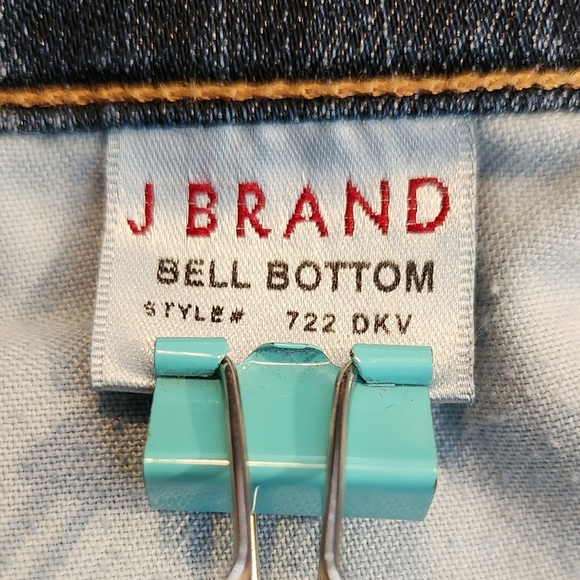 J BRAND
BELL BOTTOM
STYLE# 722 DKV